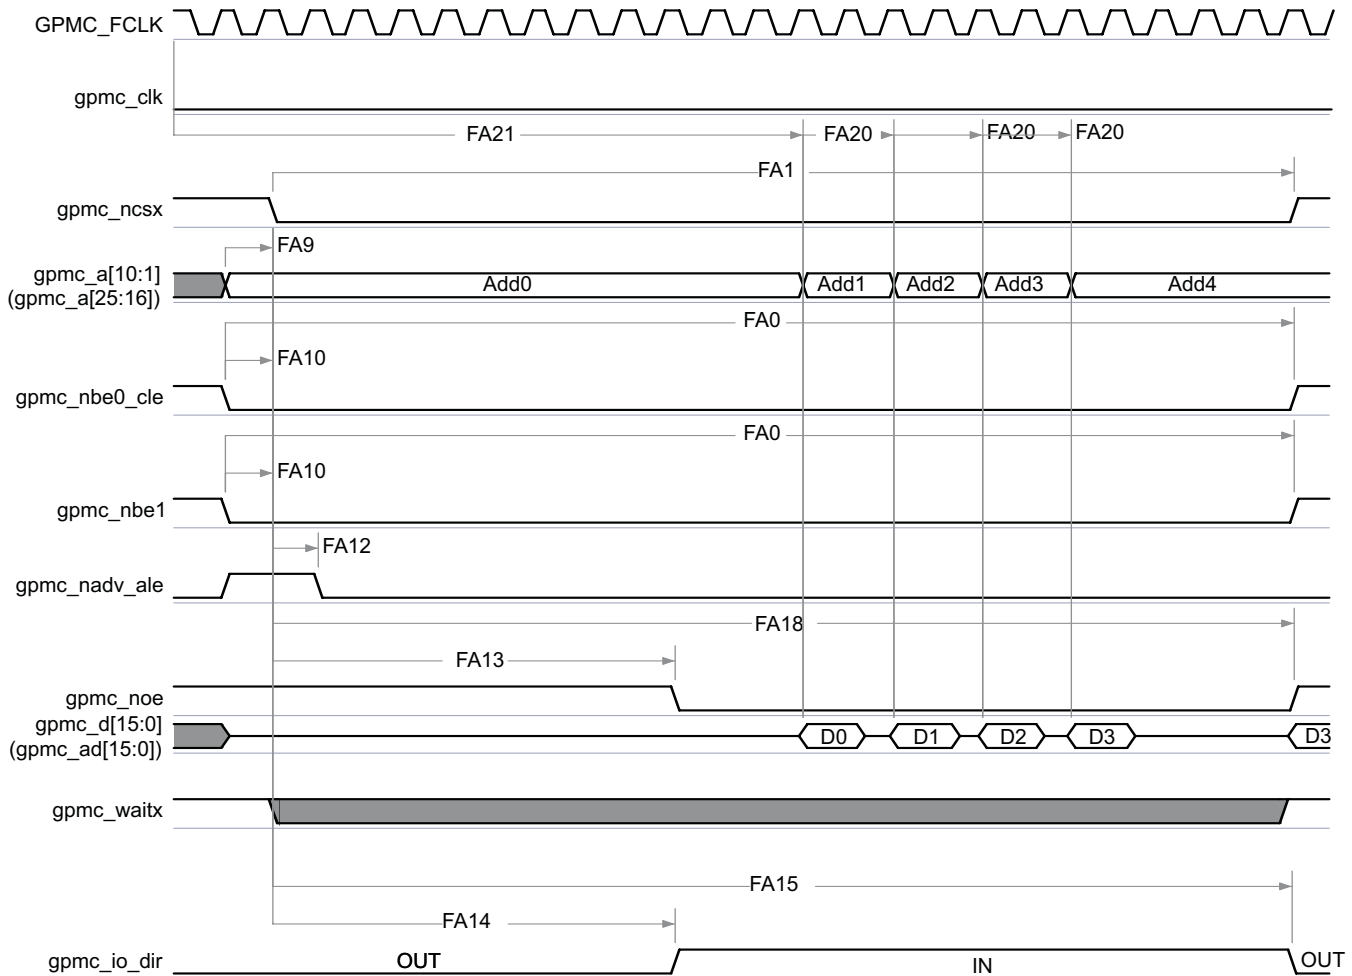 GPMC_FCLK
gpmc_clk
FA21 FA20 FA20 FA20
FA1
gpmc_ncsx
FA9
gpmc_a[10:1]
(gpmc_a[25:16])
Add0 Add1 Add2 Add3 Add4
FA0
FA10
gpmc_nbe0_cle
FA0
FA10
gpmc_nbe1
FA12
gpmc_nadv_ale
FA18
FA13
gpmc_noe
gpmc_d[15:0]
(gpmc_ad[15:0])
D0 D1 D2 D3 D3
gpmc_waitx
FA15
FA14
gpmc_io_dir OUT IN OUT